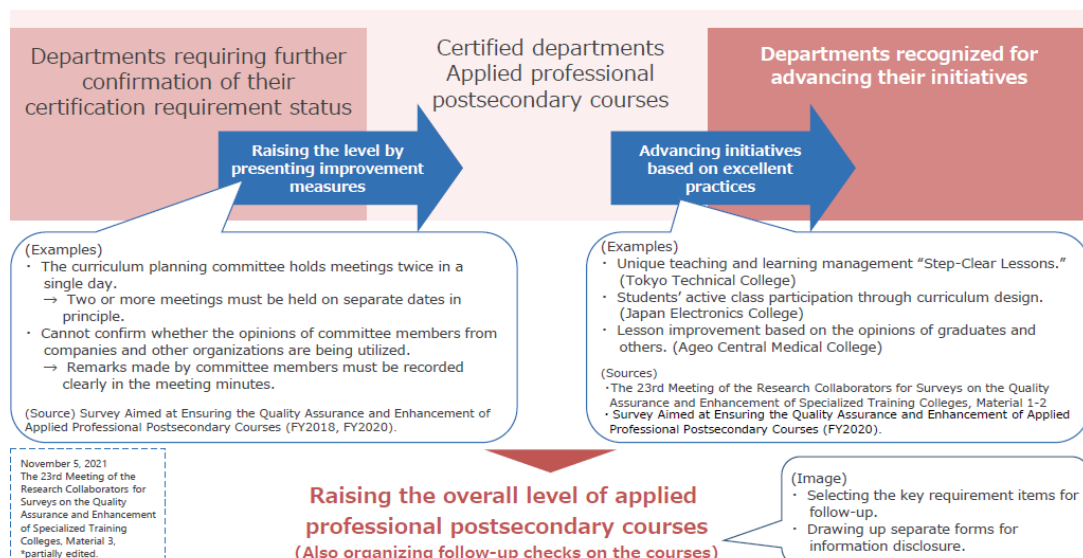 Departments requiring further
confirmation of their
certification requirement status
Certified departments
Applied professional
postsecondary courses
Departments recognized for
advancing their initiatives
Raising the level by
presenting improvement
measures
Advancing initiatives
based on excellent
practices
(Examples)
・ The curriculum planning committee holds meetings twice in a
single day.
→ Two or more meetings must be held on separate dates in
principle.
・ Cannot confirm whether the opinions of committee members from
companies and other organizations are being utilized.
→ Remarks made by committee members must be recorded
clearly in the meeting minutes.
(Source) Survey Aimed at Ensuring the Quality Assurance and Enhancement of
Applied Professional Postsecondary Courses (FY2018, FY2020).
(Examples)
・ Unique teaching and learning management “Step-Clear Lessons.”
(Tokyo Technical College)
・ Students’ active class participation through curriculum design.
(Japan Electronics College)
・ Lesson improvement based on the opinions of graduates and
others. (Ageo Central Medical College)
(Sources)
・The 23rd Meeting of the Research Collaborators for Surveys on the Quality
Assurance and Enhancement of Specialized Training Colleges, Material 1-2
・Survey Aimed at Ensuring the Quality Assurance and Enhancement of Applied
Professional Postsecondary Courses (FY2020).
November 5, 2021
The 23rd Meeting of the
Research Collaborators for
Surveys on the Quality
Assurance and Enhancement
of Specialized Training
Colleges, Material 3,
*partially edited.
Raising the overall level of applied
professional postsecondary courses
(Also organizing follow-up checks on the courses)
(Image)
・ Selecting the key requirement items for
follow-up.
・ Drawing up separate forms for
information disclosure.